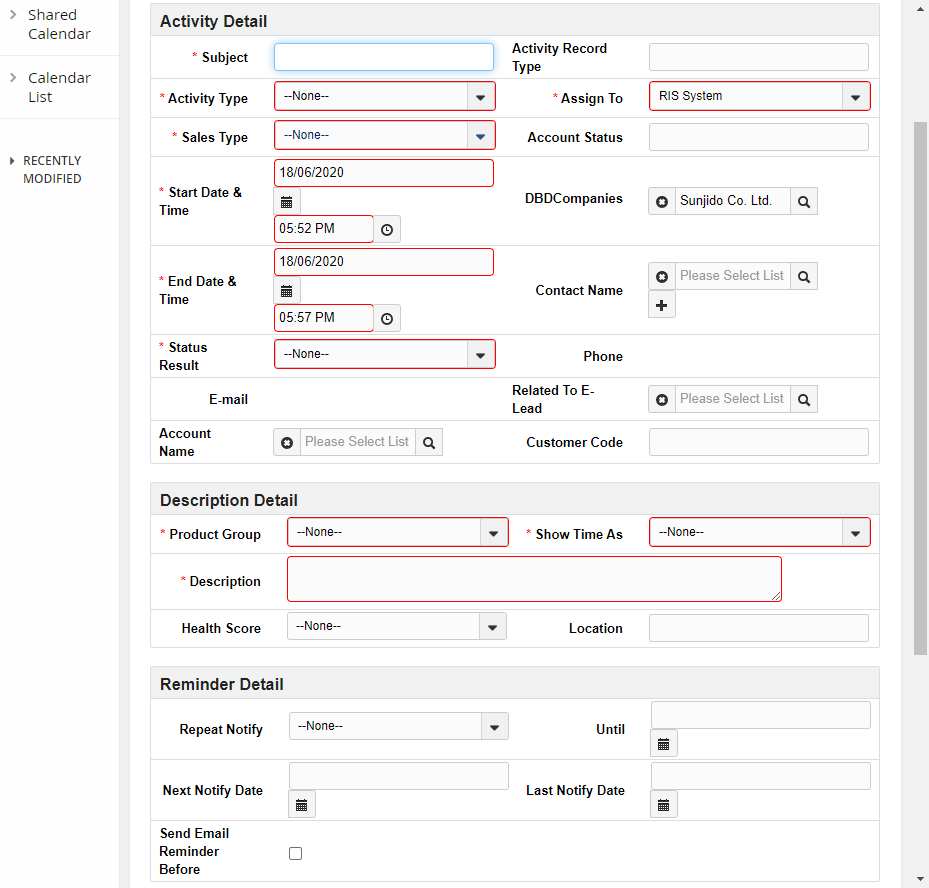 Shared
Calendar
Calendar
List
RECENTLY
MODIFIED
Activity Detail
* Subject
Activity Record
Type
* Activity Type
--None--
* Assign To
RIS System
* Sales Type
--None--
Account Status
* Start Date &
Time
18/06/2020
05:52 PM
DBDCompanies
Sunjido Co. Ltd.
* End Date &
Time
18/06/2020
05:57 PM
Contact Name
Please Select List
* Status
Result
--None--
Phone
E-mail
Related To E-
Lead
Please Select List
Account
Name
Please Select List
Customer Code
Description Detail
* Product Group
--None--
* Show Time As
--None--
* Description
Health Score
--None--
Location
Reminder Detail
Repeat Notify
--None--
Until
Next Notify Date
Last Notify Date
Send Email
Reminder
Before